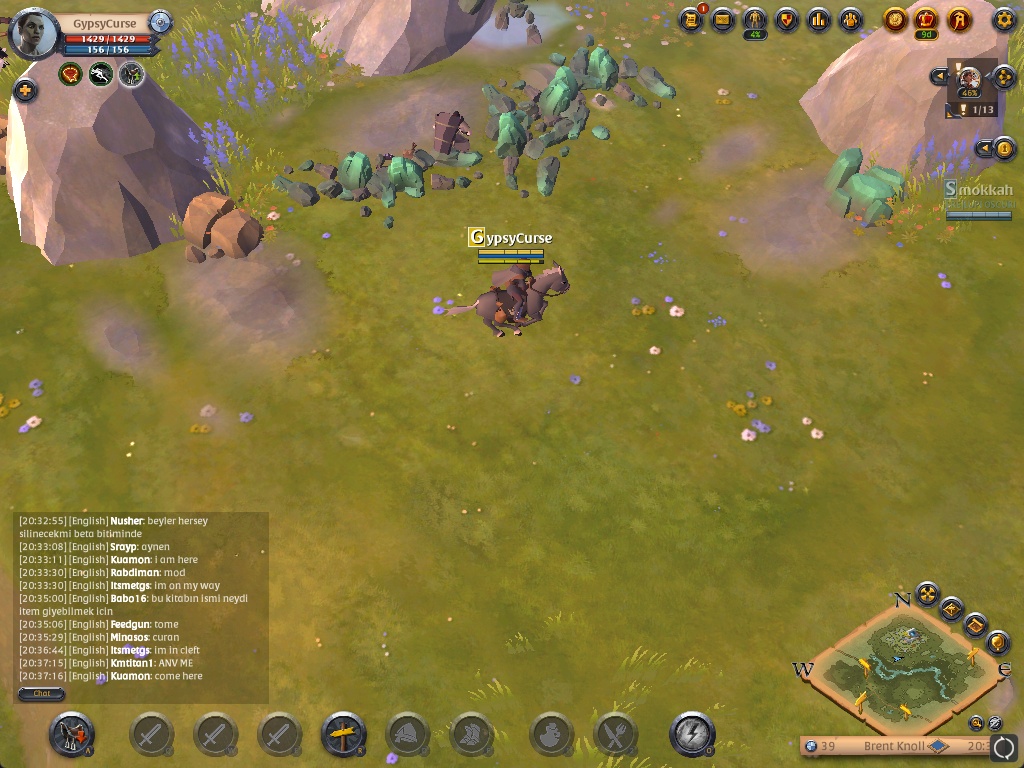 GypsyCurse
1429 / 1429
156 / 156
1
4%
9d
46%
1/13
Smokkah
GypsyCurse
[20:32:55] [English] Nusher: beyler hersey
silinecekmi beta bitiminde
[20:33:08] [English] Srayp: aynen
[20:33:11] [English] Kuamon: i am here
[20:33:30] [English] Rabdiman: mod
[20:33:30] [English] Itsmetgs: im on my way
[20:35:00] [English] Babo16: bu kitabın ismi neydi
item giyebilmek icin
[20:35:06] [English] Feedgun: tome
[20:35:29] [English] Minasos: curan
[20:36:44] [English] Itsmetgs: im in cleft
[20:37:15] [English] Kmtitan1: ANV ME
[20:37:16] [English] Kuamon: come here
Chat
A
R
N
W
E
39 Brent Knoll